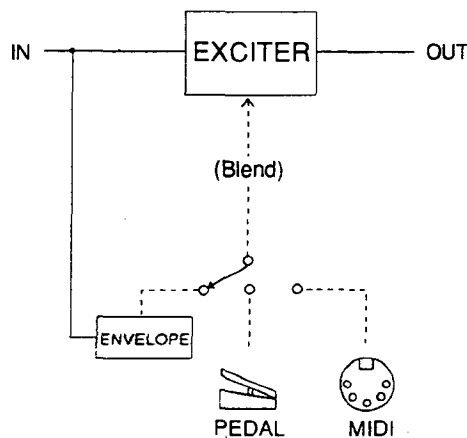 IN
EXCITER
OUT
(Blend)
ENVELOPE
PEDAL
MIDI